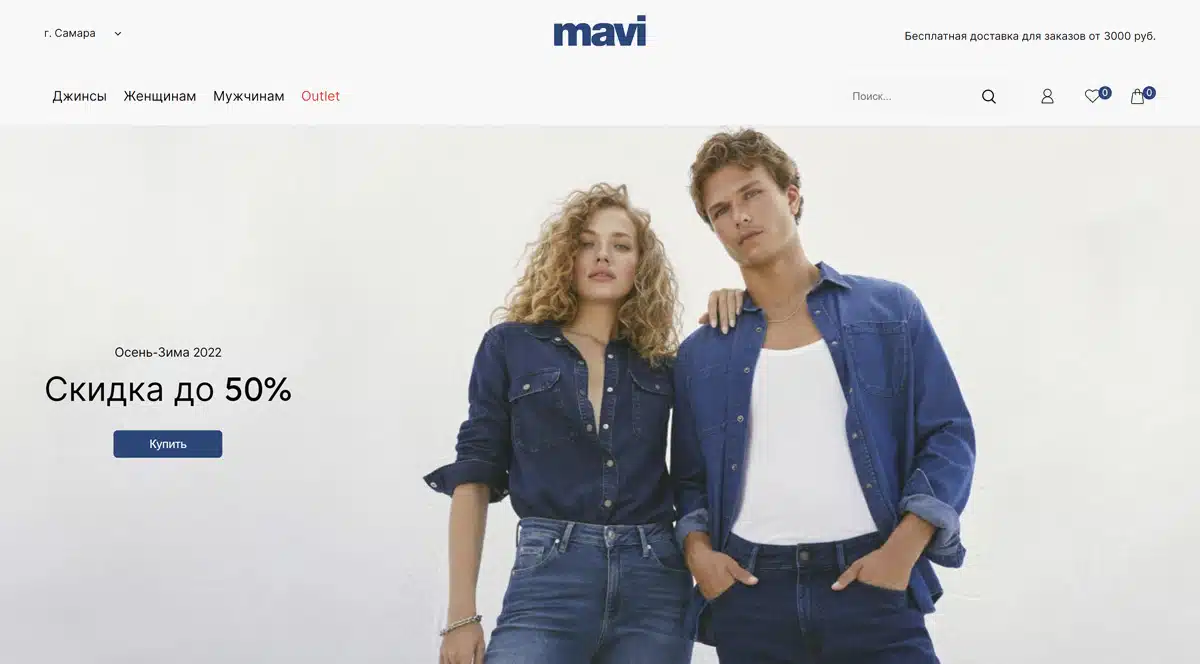 г. Самара
mavi
Бесплатная доставка для заказов от 3000 руб.
Джинсы Женщинам Мужчинам Outlet
Поиск...
0
0
Осень-Зима 2022
Скидка до 50%
Купить